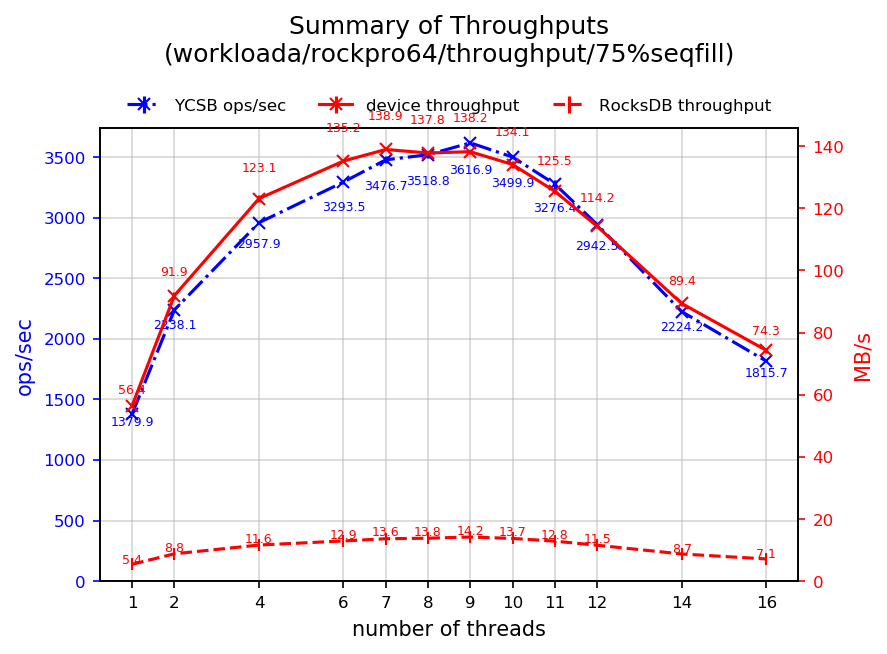 Summary of Throughputs
(workloada/rockpro64/throughput/75%seqfill)
YCSB ops/sec device throughput RocksDB throughput
138.9 137.8 138.2
135.2 134.1
123.1 125.5
114.2
91.9 89.4
74.3
56.4
3616.9
3476.7 3518.8 3499.9
3293.5 3276.4
2957.9 2942.5
2238.1 2224.2
1815.7
1379.9
5.4 8.8 11.6 12.9 13.6 13.8 14.2 13.7 12.8 11.5 8.7 7.1
3500
3000
2500
2000
1500
1000
500
0
ops/sec
140
120
100
80
60
40
20
0
MB/s
1 2 4 6 7 8 9 10 11 12 14 16
number of threads